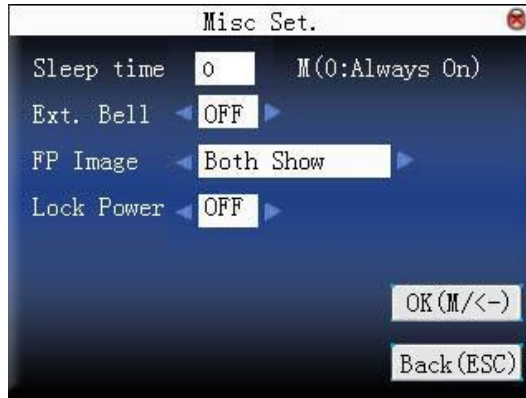 Misc Set.
Sleep time 0 M(0:Always On)
Ext. Bell OFF
FP Image Both Show
Lock Power OFF
OK(M/<-)
Back(ESC)